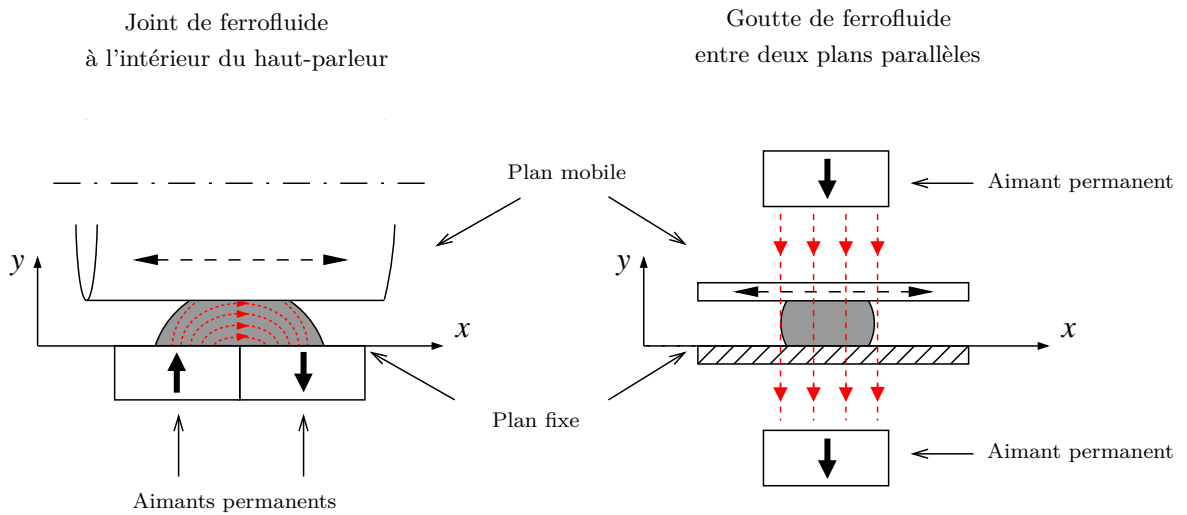 Joint de ferrofluide
à l'intérieur du haut-parleur
Goutte de ferrofluide
entre deux plans parallèles
Plan mobile
Aimant permanent
y
x
y
x
Plan fixe
Aimant permanent
Aimants permanents